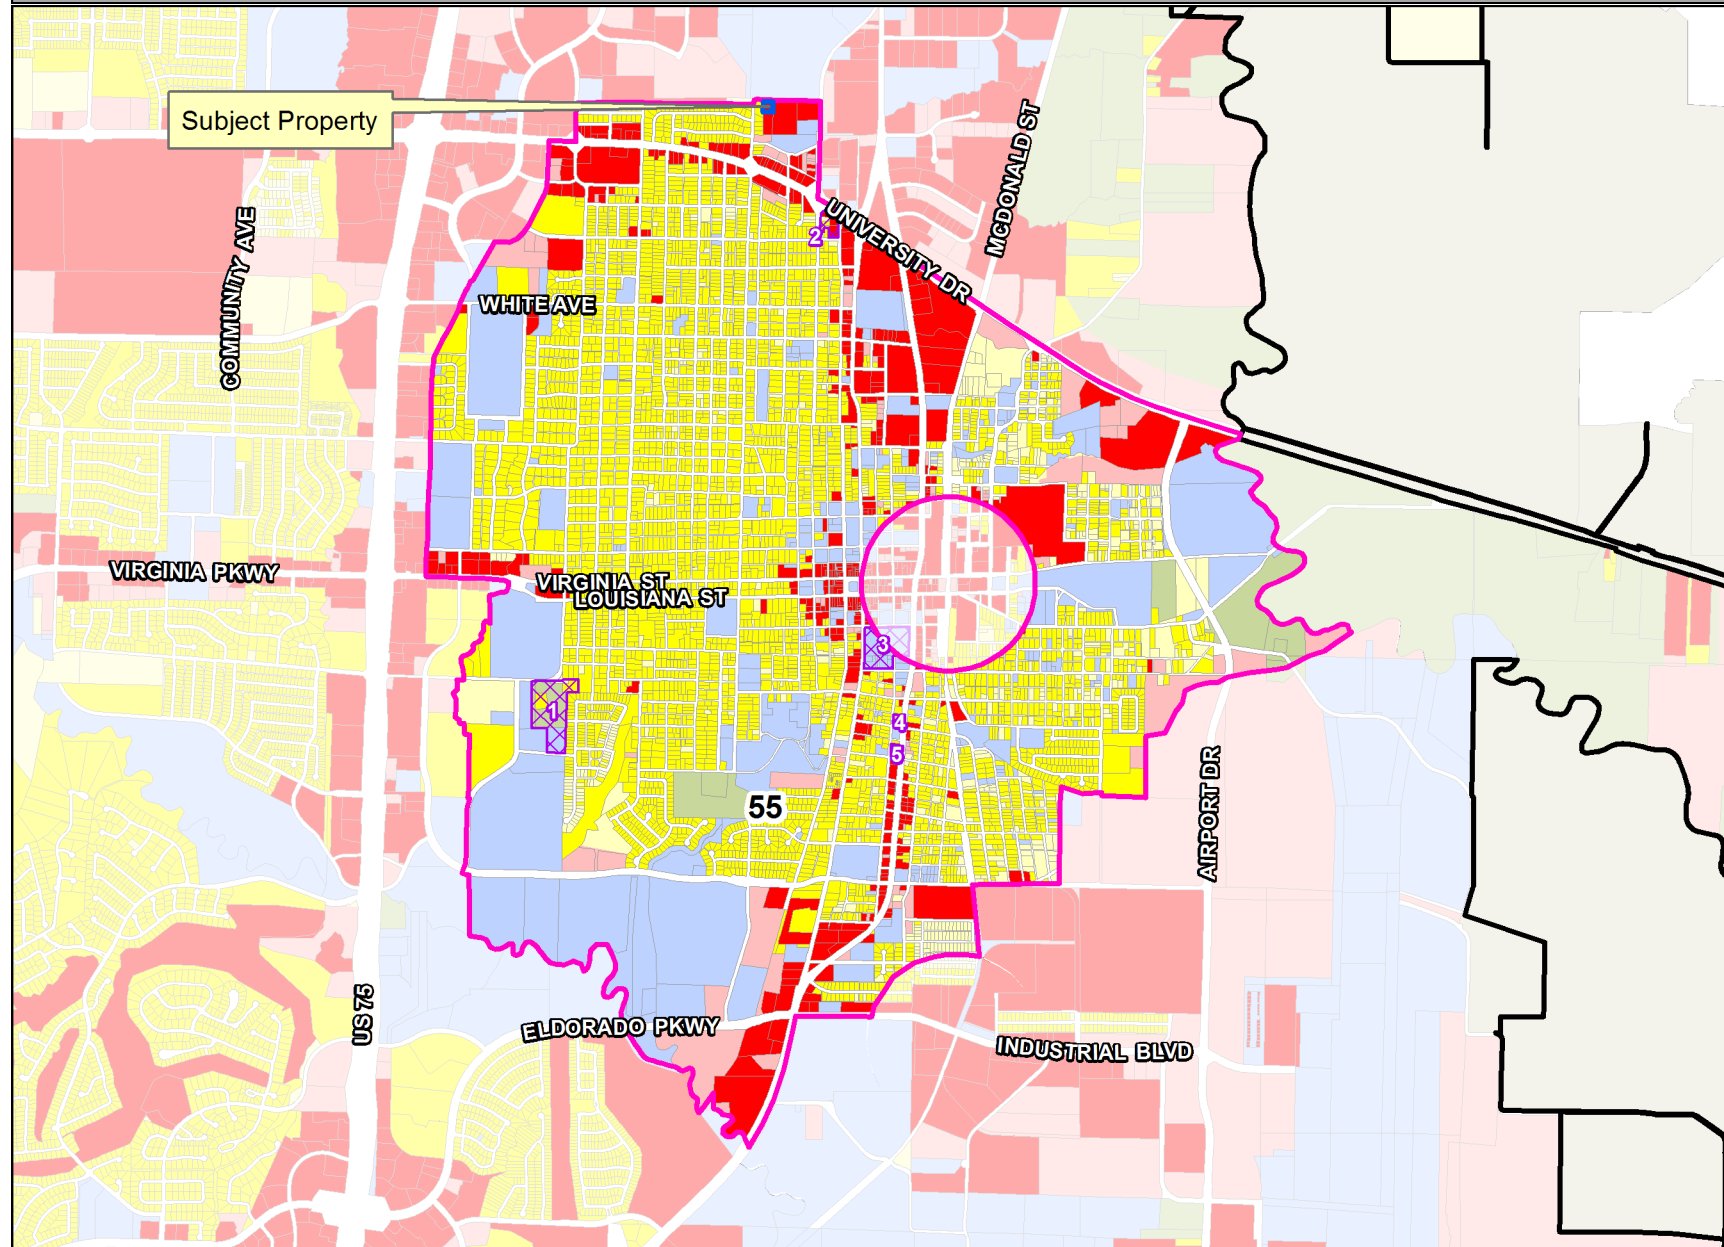 Subject Property
MCDONALD ST
UNIVERSITY DR
2
COMMUNITY AVE
WHITE AVE
VIRGINIA PKWY
VIRGINIA ST
LOUISIANA ST
3
1
4
5
55
AIRPORT DR
US 75
ELDORADO PKWY
INDUSTRIAL BLVD